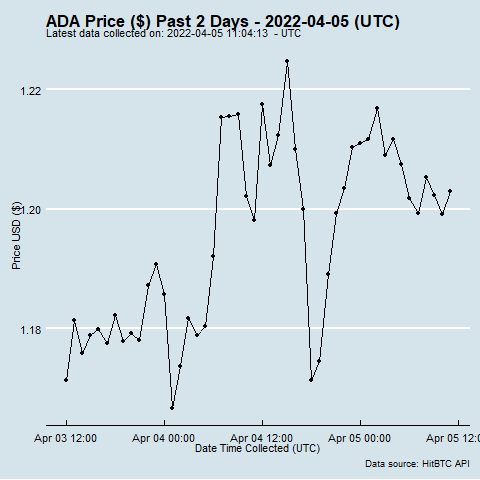 ADA Price ($) Past 2 Days - 2022-04-05 (UTC)
Latest data collected on: 2022-04-05 11:04:13 - UTC
1.22
1.20
1.18
Price USD ($)
Apr 03 12:00 Apr 04 00:00 Apr 04 12:00 Apr 05 00:00 Apr 05 12:00
Date Time Collected (UTC)
Data source: HitBTC API